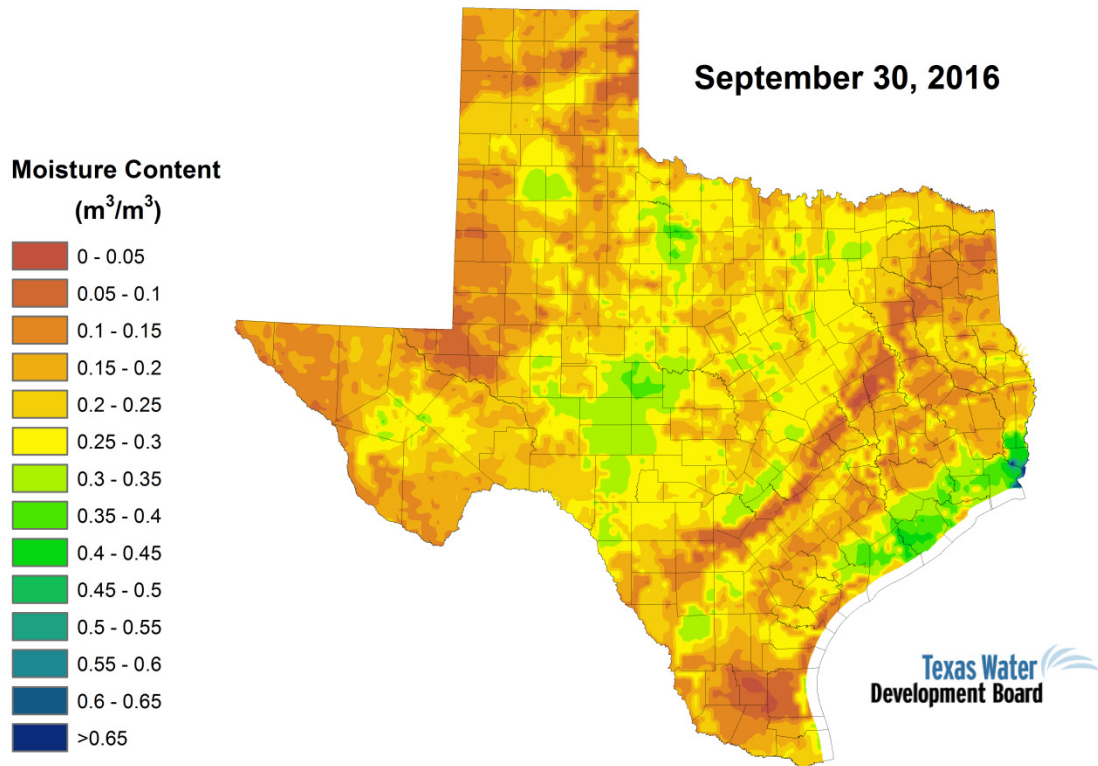 September 30, 2016
Moisture Content
(m³/m³)
0 - 0.05
0.05 - 0.1
0.1 - 0.15
0.15 - 0.2
0.2 - 0.25
0.25 - 0.3
0.3 - 0.35
0.35 - 0.4
0.4 - 0.45
0.45 - 0.5
0.5 - 0.55
0.55 - 0.6
0.6 - 0.65
>0.65
Texas Water
Development Board